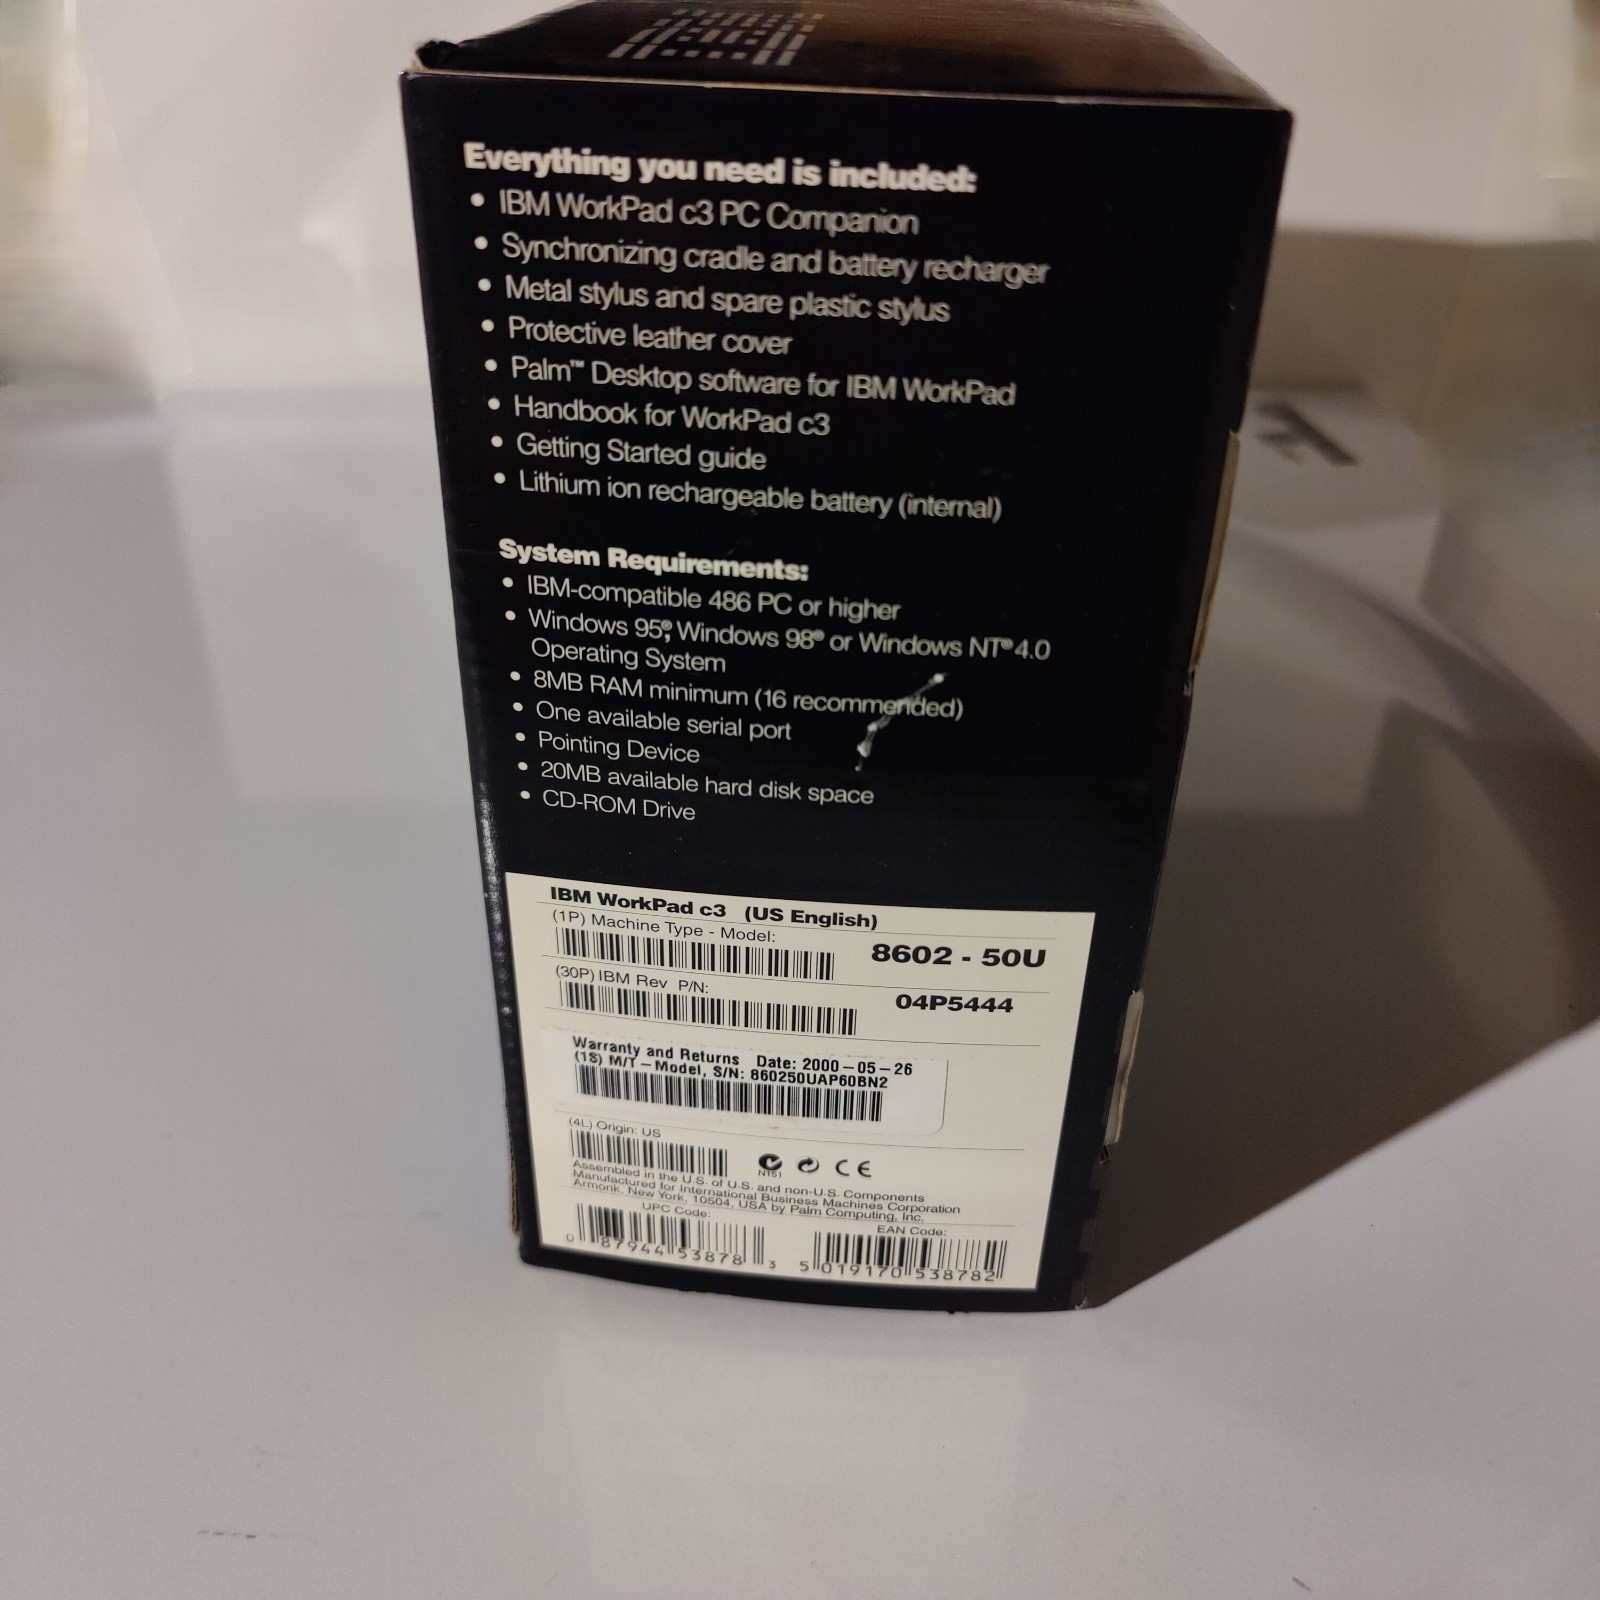 Everything you need is included:
• IBM WorkPad c3 PC Companion
• Synchronizing cradle and battery recharger
• Metal stylus and spare plastic stylus
• Protective leather cover
• Palm™ Desktop software for IBM WorkPad
• Handbook for WorkPad c3
• Getting Started guide
• Lithium ion rechargeable battery (internal)
System Requirements:
• IBM-compatible 486 PC or higher
• Windows 95®, Windows 98® or Windows NT® 4.0
Operating System
• 8MB RAM minimum (16 recommended)
• One available serial port
• Pointing Device
• 20MB available hard disk space
• CD-ROM Drive
IBM WorkPad c3 (US English)
(1P) Machine Type - Model:
8602 - 50U
(30P) IBM Rev P/N:
04P5444
Warranty and Returns Date: 2000-05-26
(1S) M/T-Model, S/N: 860250UAP60BN2
(4L) Origin: US
N151
CE
Assembled in the U.S. of U.S. and non-U.S. Components
Manufactured for International Business Machines Corporation
Armonk, New York, 10504, USA by Palm Computing, Inc.
UPC Code:
0 87944 53878 3
EAN Code:
5 019170 538782